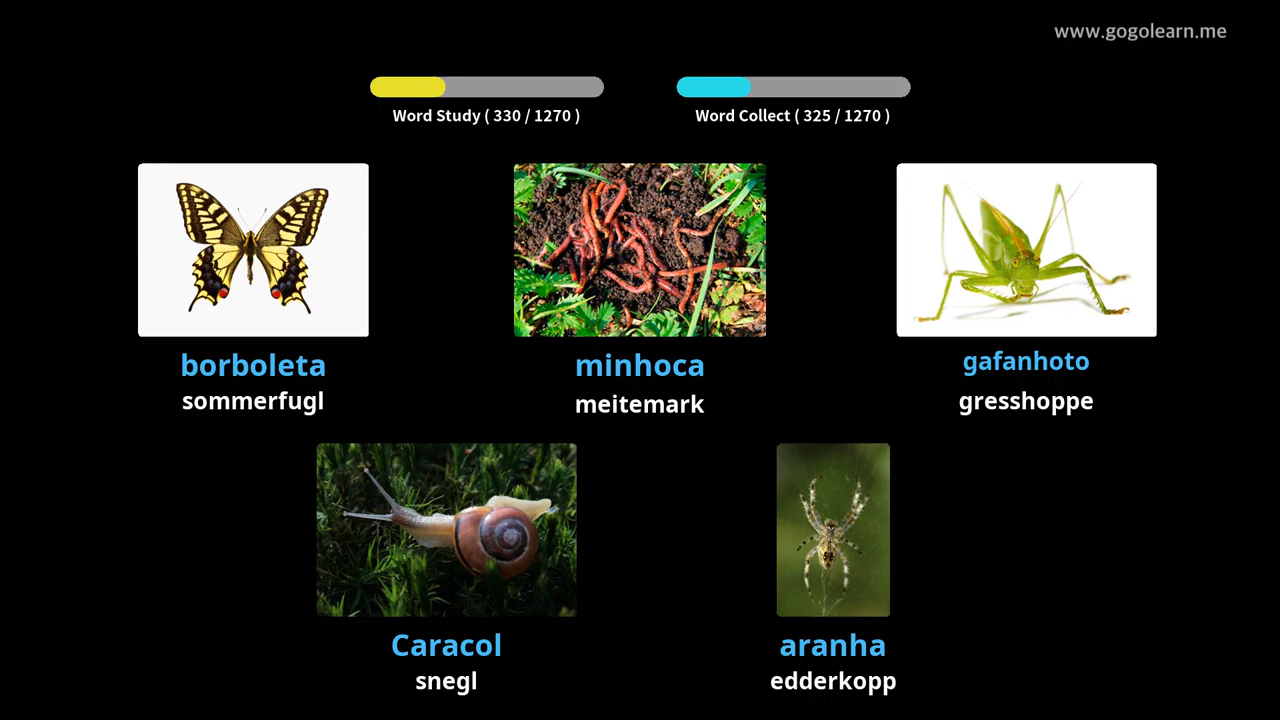 www.gogolearn.me
Word Study ( 330 / 1270 )
Word Collect ( 325 / 1270 )
borboleta
sommerfugl
minhoca
meitemark
gafanhoto
gresshoppe
Caracol
snegl
aranha
edderkopp